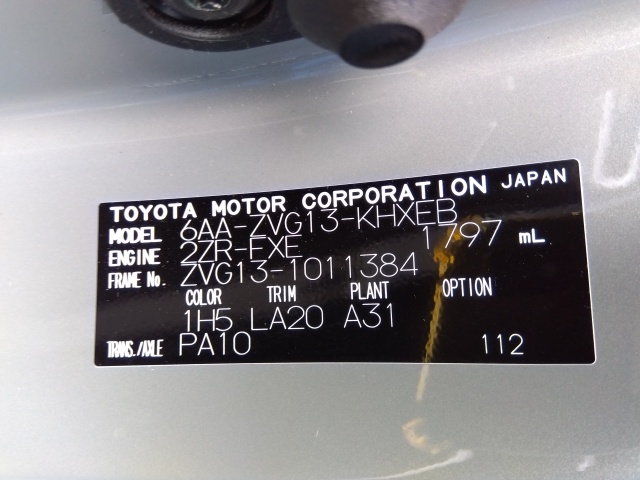 TOYOTA MOTOR CORPORATION JAPAN
MODEL 6AA-ZVG13-KHXEB
ENGINE 2ZR-FXE 1797 mL
FRAME No. ZVG13-1011384
COLOR TRIM PLANT OPTION
1H5 LA20 A31
TRANS./AXLE PA10 112